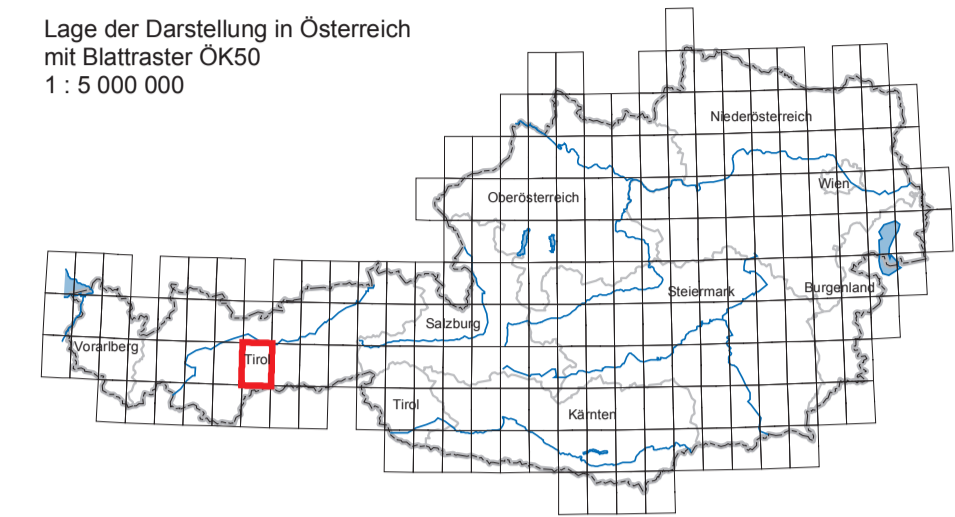 Lage der Darstellung in Österreich
mit Blattraster ÖK50
1 : 5 000 000
Niederösterreich
Wien
Oberösterreich
Steiermark
Burgenland
Salzburg
Vorarlberg
Tirol
Tirol
Kärnten